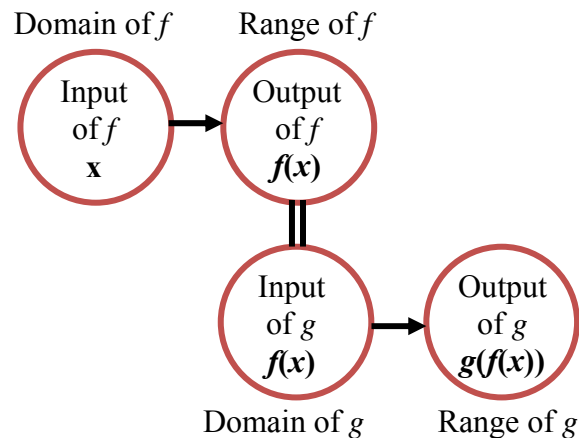 Domain of f
Range of f
Input
of f
x
Output
of f
f(x)
Input
of g
f(x)
Output
of g
g(f(x))
Domain of g
Range of g